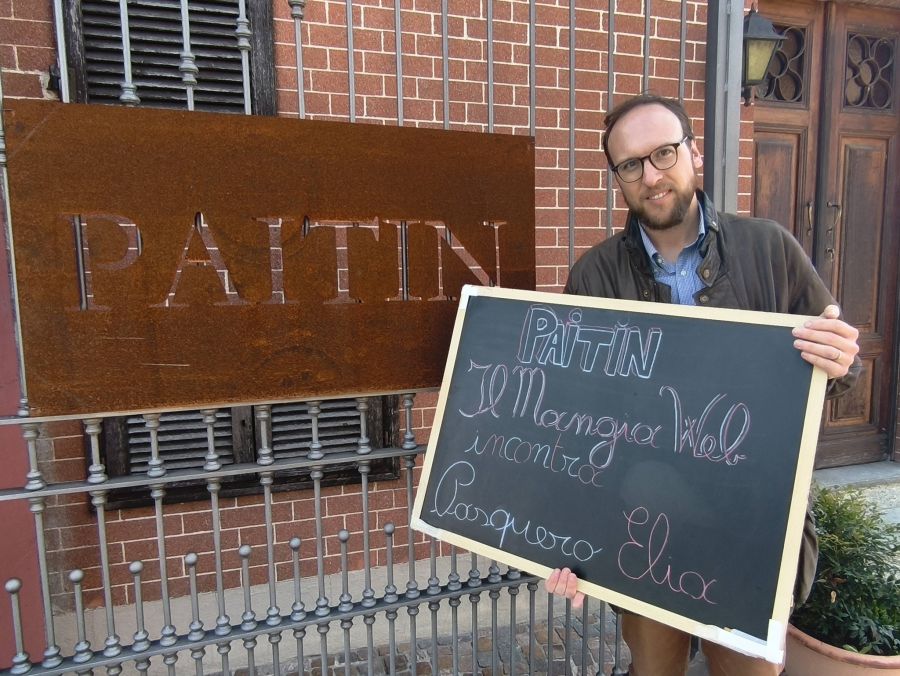 PAITIN
PAITIN
Il Mangia Web
incontra
Pasquero Elia